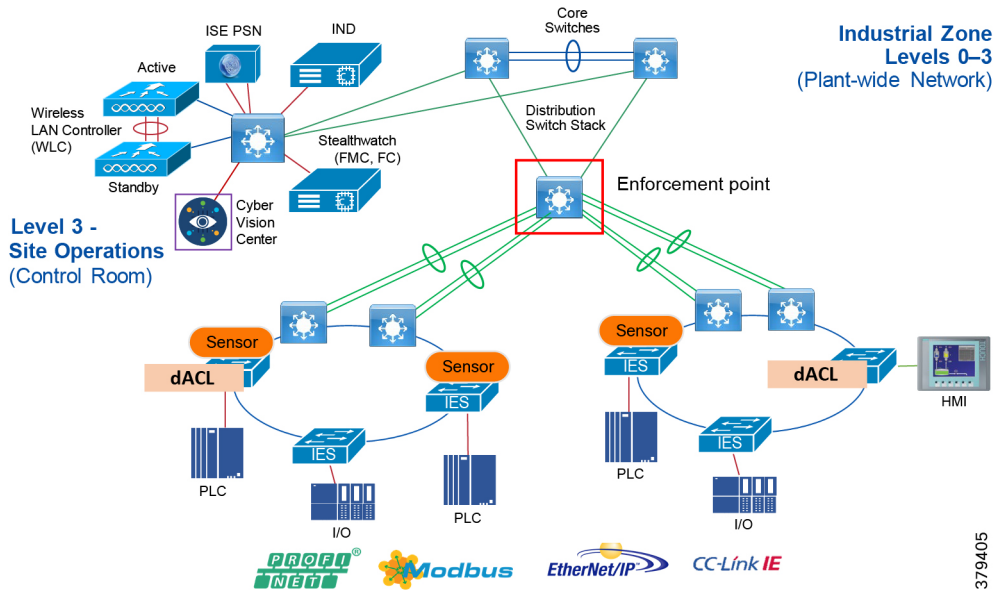 ISE PSN
IND
Core
Switches
Industrial Zone
Levels 0–3
(Plant-wide Network)
Active
Wireless
LAN Controller
(WLC)
Standby
Stealthwatch
(FMC, FC)
Distribution
Switch Stack
Enforcement point
Cyber
Vision
Center
Level 3 -
Site Operations
(Control Room)
Sensor
dACL
Sensor
IES
IES
PLC
I/O
PLC
Sensor
IES
dACL
IES
HMI
PLC
I/O
PROFI
NET
®
Modbus
EtherNet/IP™
CC-Link IE
379405